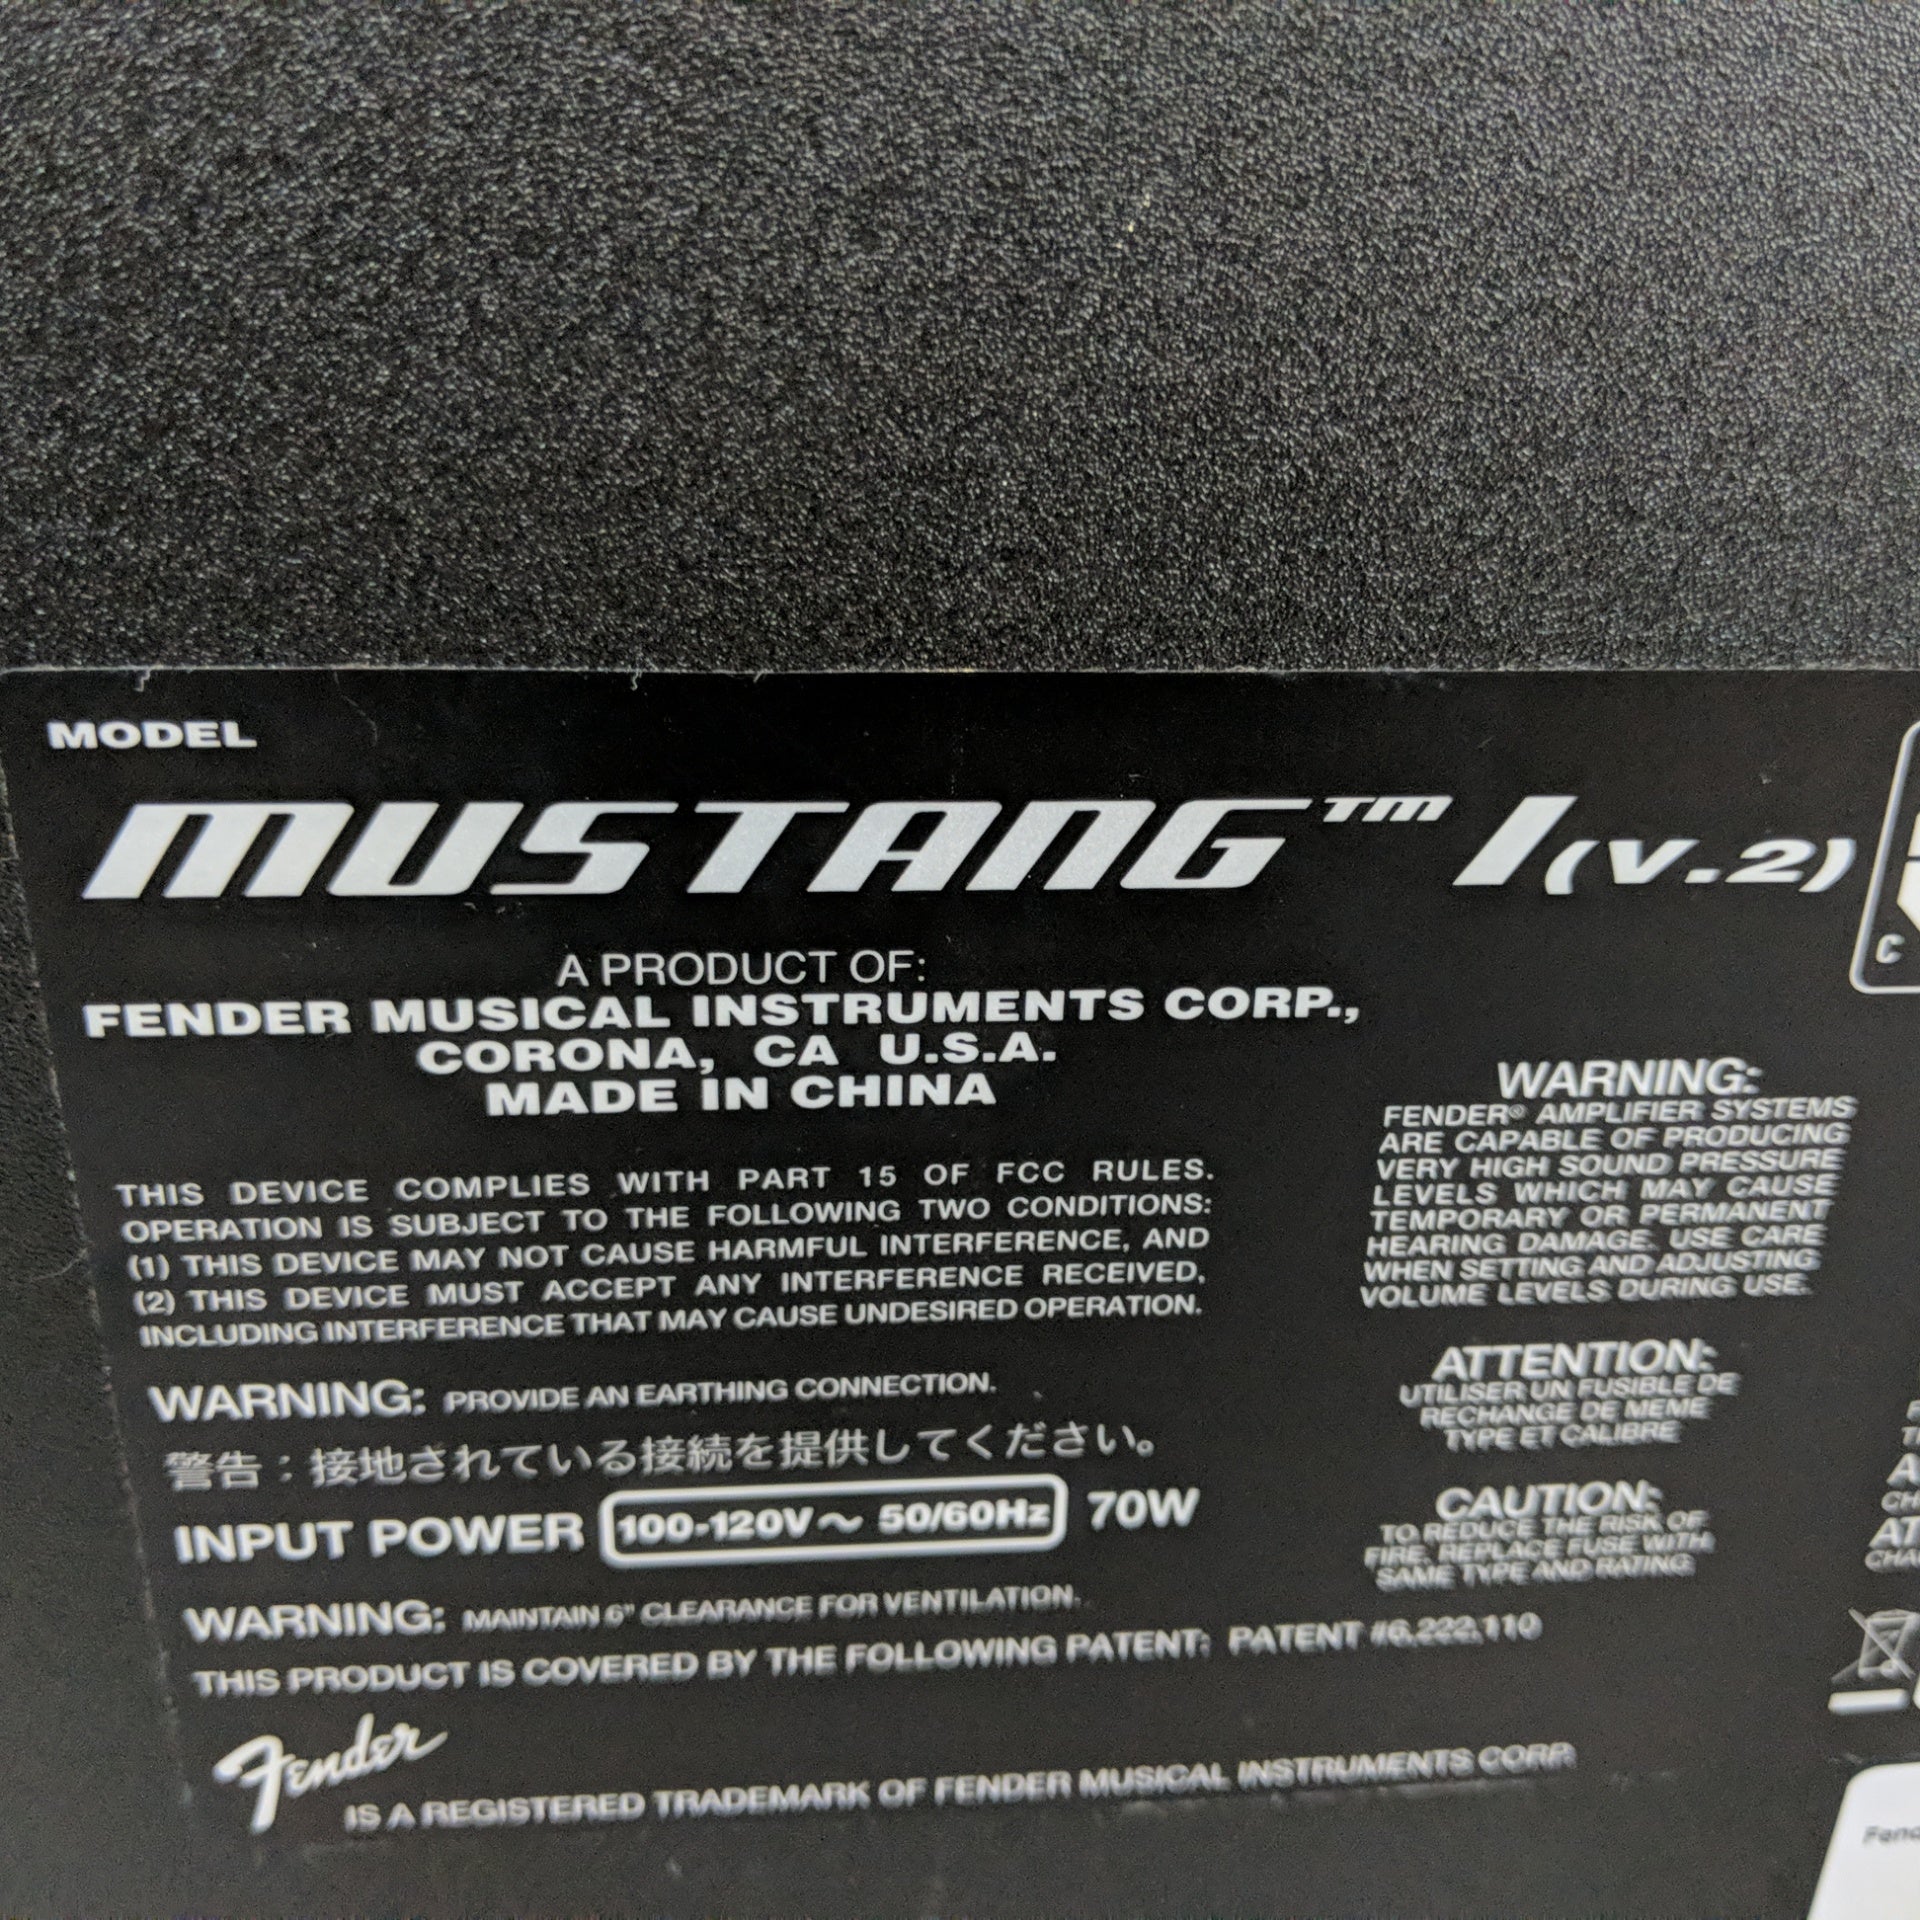 MODEL
MUSTANG™ I (V.2)
A PRODUCT OF:
FENDER MUSICAL INSTRUMENTS CORP.,
CORONA, CA U.S.A.
MADE IN CHINA
THIS DEVICE COMPLIES WITH PART 15 OF FCC RULES.
OPERATION IS SUBJECT TO THE FOLLOWING TWO CONDITIONS:
(1) THIS DEVICE MAY NOT CAUSE HARMFUL INTERFERENCE, AND
(2) THIS DEVICE MUST ACCEPT ANY INTERFERENCE RECEIVED,
INCLUDING INTERFERENCE THAT MAY CAUSE UNDESIRED OPERATION.
WARNING: PROVIDE AN EARTHING CONNECTION.
警告：接地されている接続を提供してください。
INPUT POWER 100-120V～ 50/60Hz 70W
WARNING: MAINTAIN 6" CLEARANCE FOR VENTILATION.
THIS PRODUCT IS COVERED BY THE FOLLOWING PATENT: PATENT #6,222,110
Fender
IS A REGISTERED TRADEMARK OF FENDER MUSICAL INSTRUMENTS CORP.
WARNING:
FENDER® AMPLIFIER SYSTEMS
ARE CAPABLE OF PRODUCING
VERY HIGH SOUND PRESSURE
LEVELS WHICH MAY CAUSE
TEMPORARY OR PERMANENT
HEARING DAMAGE. USE CARE
WHEN SETTING AND ADJUSTING
VOLUME LEVELS DURING USE.
ATTENTION:
UTILISER UN FUSIBLE DE
RECHANGE DE MEME
TYPE ET CALIBRE
CAUTION:
TO REDUCE THE RISK OF
FIRE, REPLACE FUSE WITH
SAME TYPE AND RATING
C